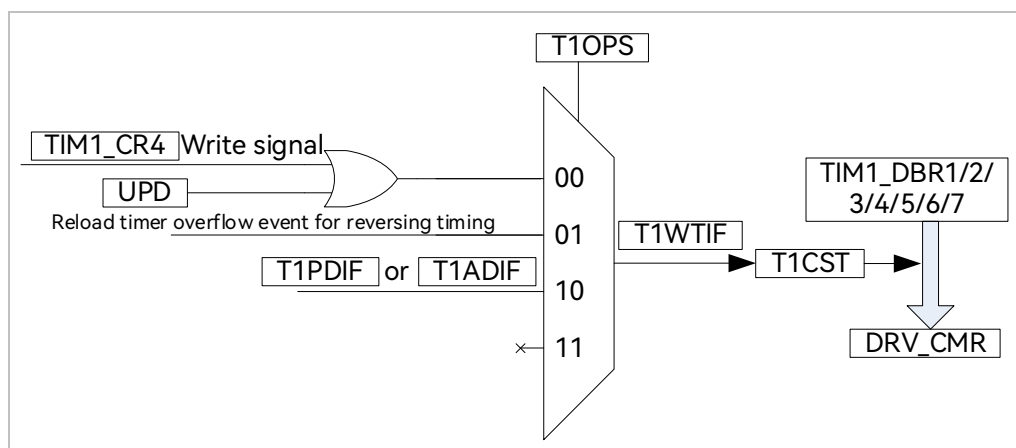 T1OPS
TIM1_CR4 Write signal
UPD
Reload timer overflow event for reversing timing
T1PDIF or T1ADIF
00
01
10
11
T1WTIF
T1CST
TIM1_DBR1/2/
3/4/5/6/7
DRV_CMR